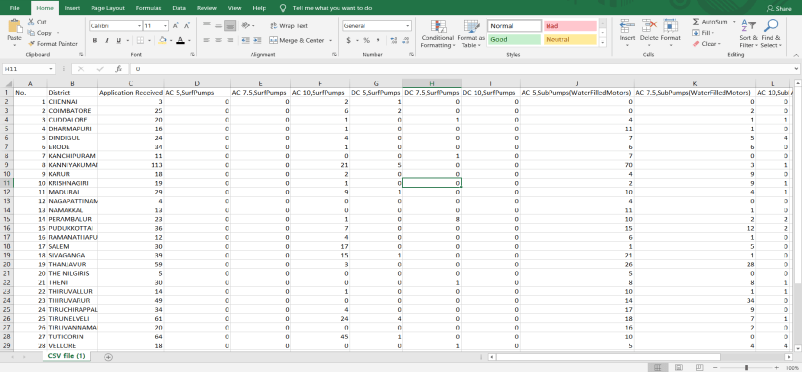 File Home Insert Page Layout Formulas Data Review View Help Tell me what you want to do Share
Cut
Copy
Format Painter
Paste
Clipboard
Calibri 11
B I U
Font
Wrap Text
Merge & Center
Alignment
General
$ %
Number
Conditional Formatting
Format as Table
Normal Bad
Good Neutral
Styles
Insert Delete Format
Cells
AutoSum
Fill
Clear
Sort & Filter
Find & Select
Editing
H11 fx 0
A B C D E F G H I J K L
1 No. District Application Received AC 5,SurfPumps AC 7.5,SurfPumps AC 10,SurfPumps DC 5,SurfPumps DC 7.5,SurfPumps DC 10,SurfPumps AC 5,SubPumps(WaterFilledMotors) AC 7.5,SubPumps(WaterFilledMotors) AC 10,Sub
2 1 CHENNAI 3 0 0 2 1 0 0 0 0 0
3 2 COIMBATORE 25 0 0 6 2 0 0 0 2 0
4 3 CUDDALORE 20 0 0 1 0 1 0 4 1 1
5 4 DHARMAPURI 16 0 0 1 0 0 0 11 1 0
6 5 DINDIGUL 24 0 0 4 0 0 0 7 5 4
7 6 ERODE 34 0 0 1 0 0 0 6 6 0
8 7 KANCHIPURAM 11 0 0 0 0 1 0 7 0 0
9 8 KANNIYAKUMAI 113 0 0 21 5 0 0 70 3 1
10 9 KARUR 18 0 0 2 0 0 0 4 9 0
11 10 KRISHNAGIRI 19 0 0 1 0 0 0 2 9 1
12 11 MADURAI 29 0 0 9 1 0 0 10 4 1
13 12 NAGAPATTINAM 4 0 0 0 0 0 0 4 0 0
14 13 NAMAKKAL 13 0 0 0 0 0 0 11 1 0
15 14 PERAMBALUR 23 0 0 1 0 8 0 10 2 2
16 15 PUDUKKOTTAI 36 0 0 7 0 0 0 15 12 2
17 16 RAMANATHAPU 12 0 0 4 0 0 0 6 1 0
18 17 SALEM 30 0 0 17 0 0 0 1 5 0
19 18 SIVAGANGA 39 0 0 15 1 0 0 21 1 0
20 19 THANJAVUR 59 0 0 3 0 0 0 26 28 0
21 20 THE NILGIRIS 5 0 0 0 0 0 0 5 0 0
22 21 THENI 30 0 0 0 0 1 0 8 8 1
23 22 THIRUVALLUR 14 0 0 1 0 0 0 10 1 1
24 23 THIRUVARUR 49 0 0 0 0 0 0 14 34 0
25 24 TIRUCHIRAPPAL 34 0 0 4 0 0 0 17 9 0
26 25 TIRUNELVELI 61 0 0 24 4 0 0 18 7 1
27 26 TIRUVANNAMA 20 0 0 0 0 0 0 16 2 0
28 27 TUTICORIN 64 0 0 45 1 0 0 10 0 0
29 28 VELLORE 18 0 0 0 0 1 0 5 4 4
CSV file (1)
100%